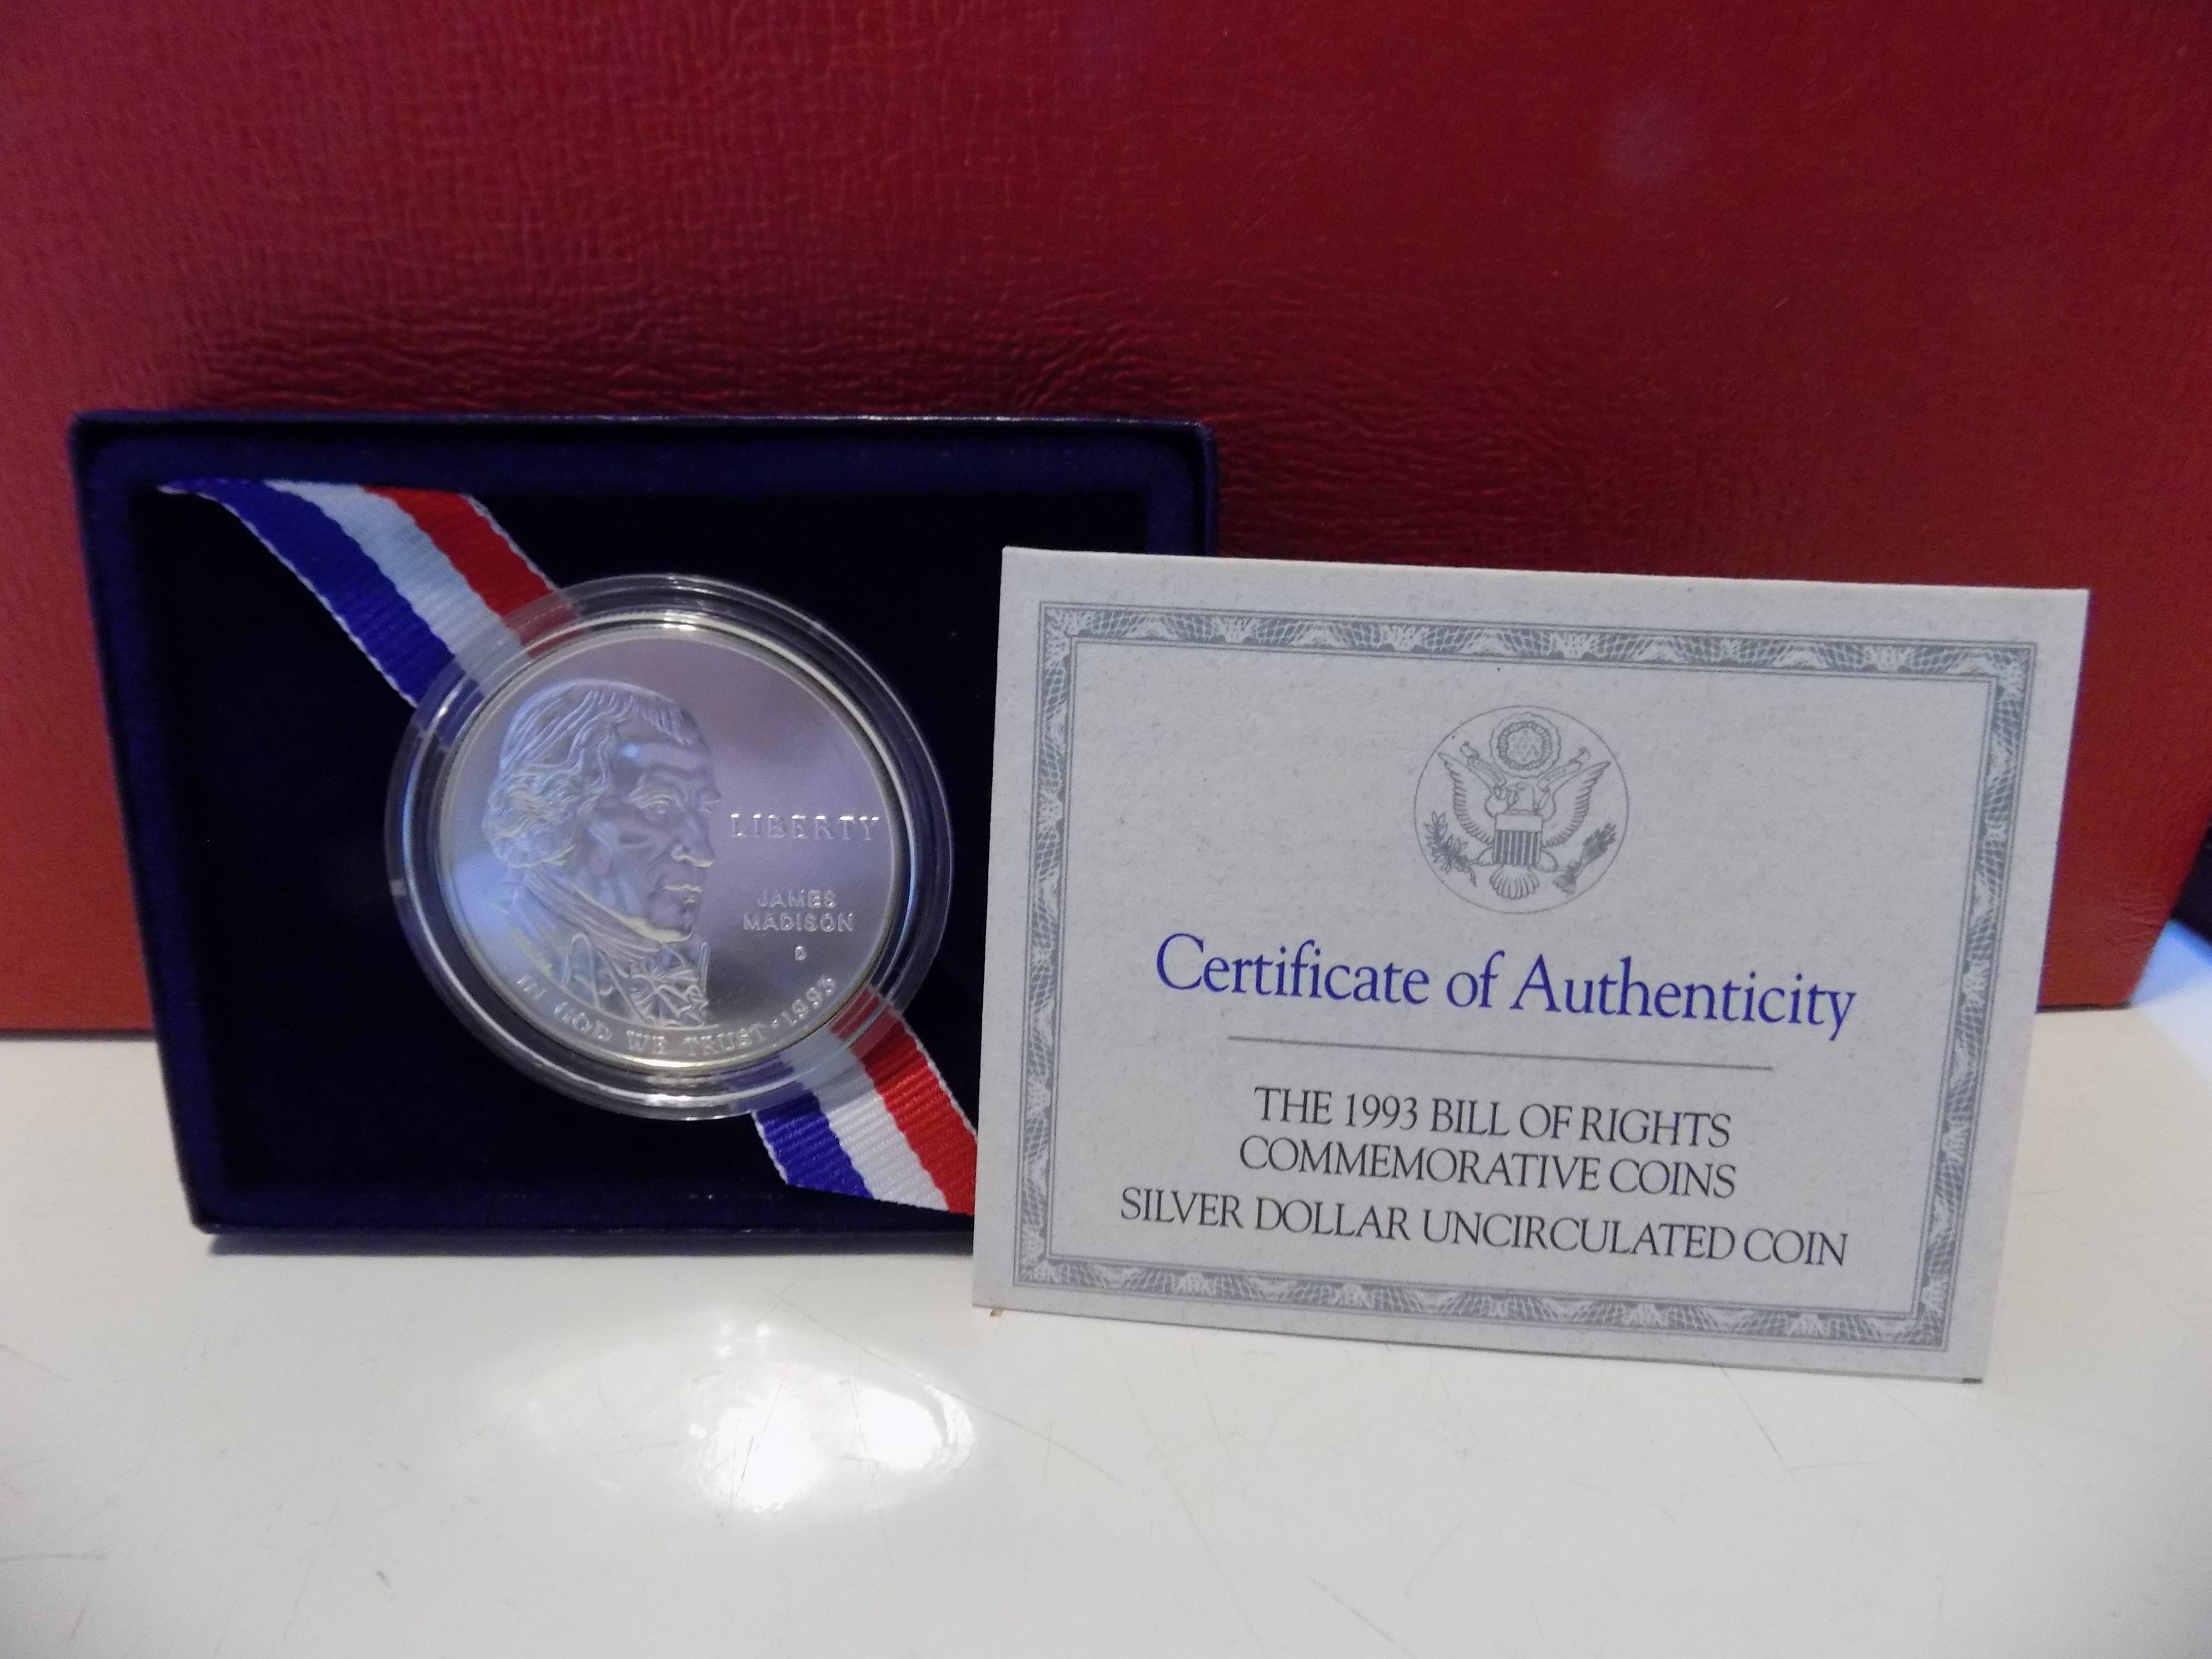 LIBERTY
JAMES
MADISON
D
IN GOD WE TRUST · 1993
Certificate of Authenticity
THE 1993 BILL OF RIGHTS
COMMEMORATIVE COINS
SILVER DOLLAR UNCIRCULATED COIN